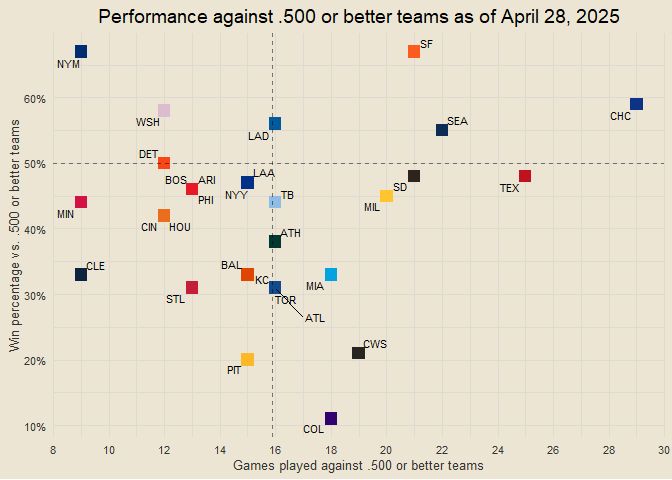 Performance against .500 or better teams as of April 28, 2025
SF
NYM
60%
CHC
WSH
SEA
LAD
DET
50%
LAA
BOS ARI
SD
TEX
NYY TB
PHI
MIL
MIN
40%
CIN HOU
ATH
BAL
CLE
KC
MIA
30%
STL
TOR
ATL
CWS
20%
PIT
COL
10%
8 10 12 14 16 18 20 22 24 26 28 30
Games played against .500 or better teams
Win percentage vs. .500 or better teams